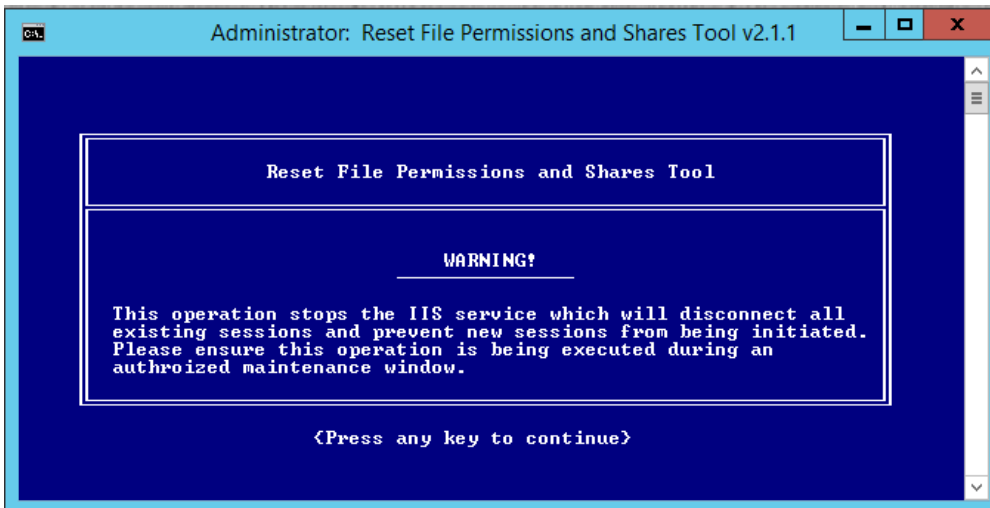 Administrator: Reset File Permissions and Shares Tool v2.1.1
Reset File Permissions and Shares Tool
WARNING!
This operation stops the IIS service which will disconnect all
existing sessions and prevent new sessions from being initiated.
Please ensure this operation is being executed during an
authroized maintenance window.
{Press any key to continue}